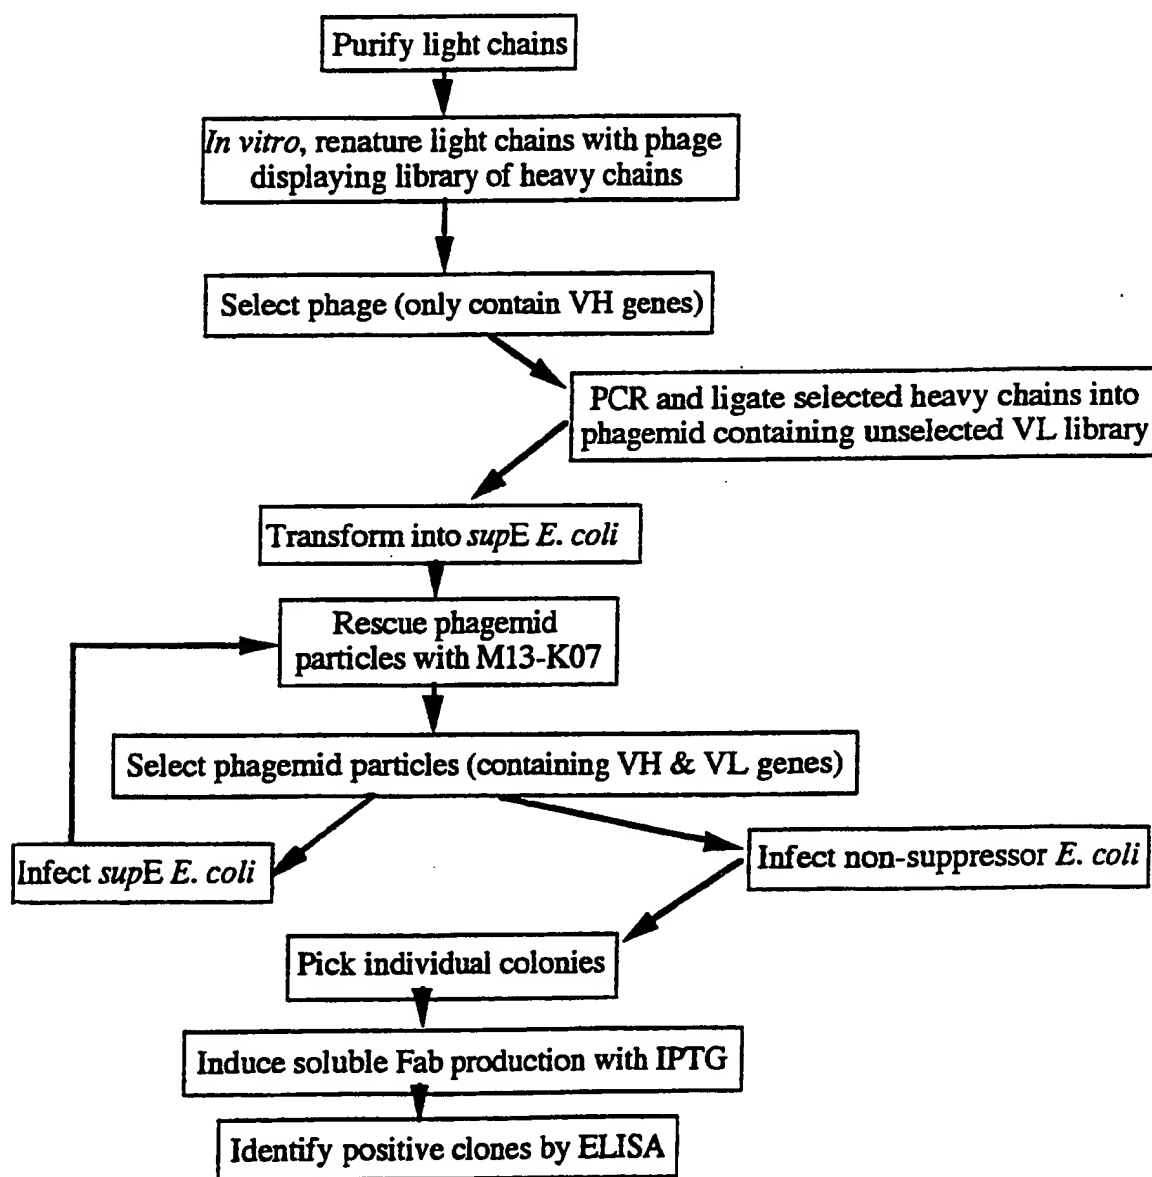 Purify light chains
In vitro, renature light chains with phage
displaying library of heavy chains
Select phage (only contain VH genes)
PCR and ligate selected heavy chains into
phagemid containing unselected VL library
Transform into supE E. coli
Rescue phagemid
particles with M13-K07
Select phagemid particles (containing VH & VL genes)
Infect supE E. coli
Infect non-suppressor E. coli
Pick individual colonies
Induce soluble Fab production with IPTG
Identify positive clones by ELISA